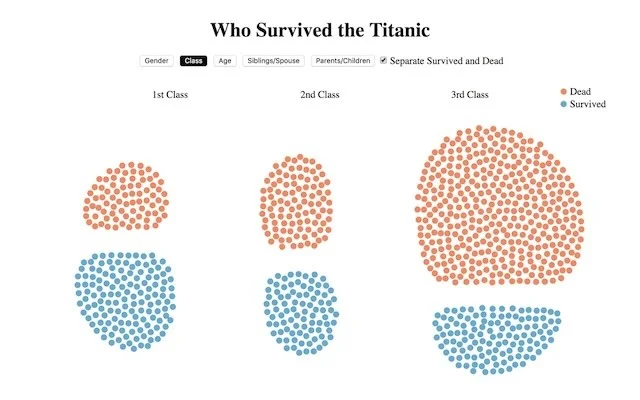 Who Survived the Titanic
Gender Class Age Siblings/Spouse Parents/Children Separate Survived and Dead
1st Class 2nd Class 3rd Class
Dead
Survived